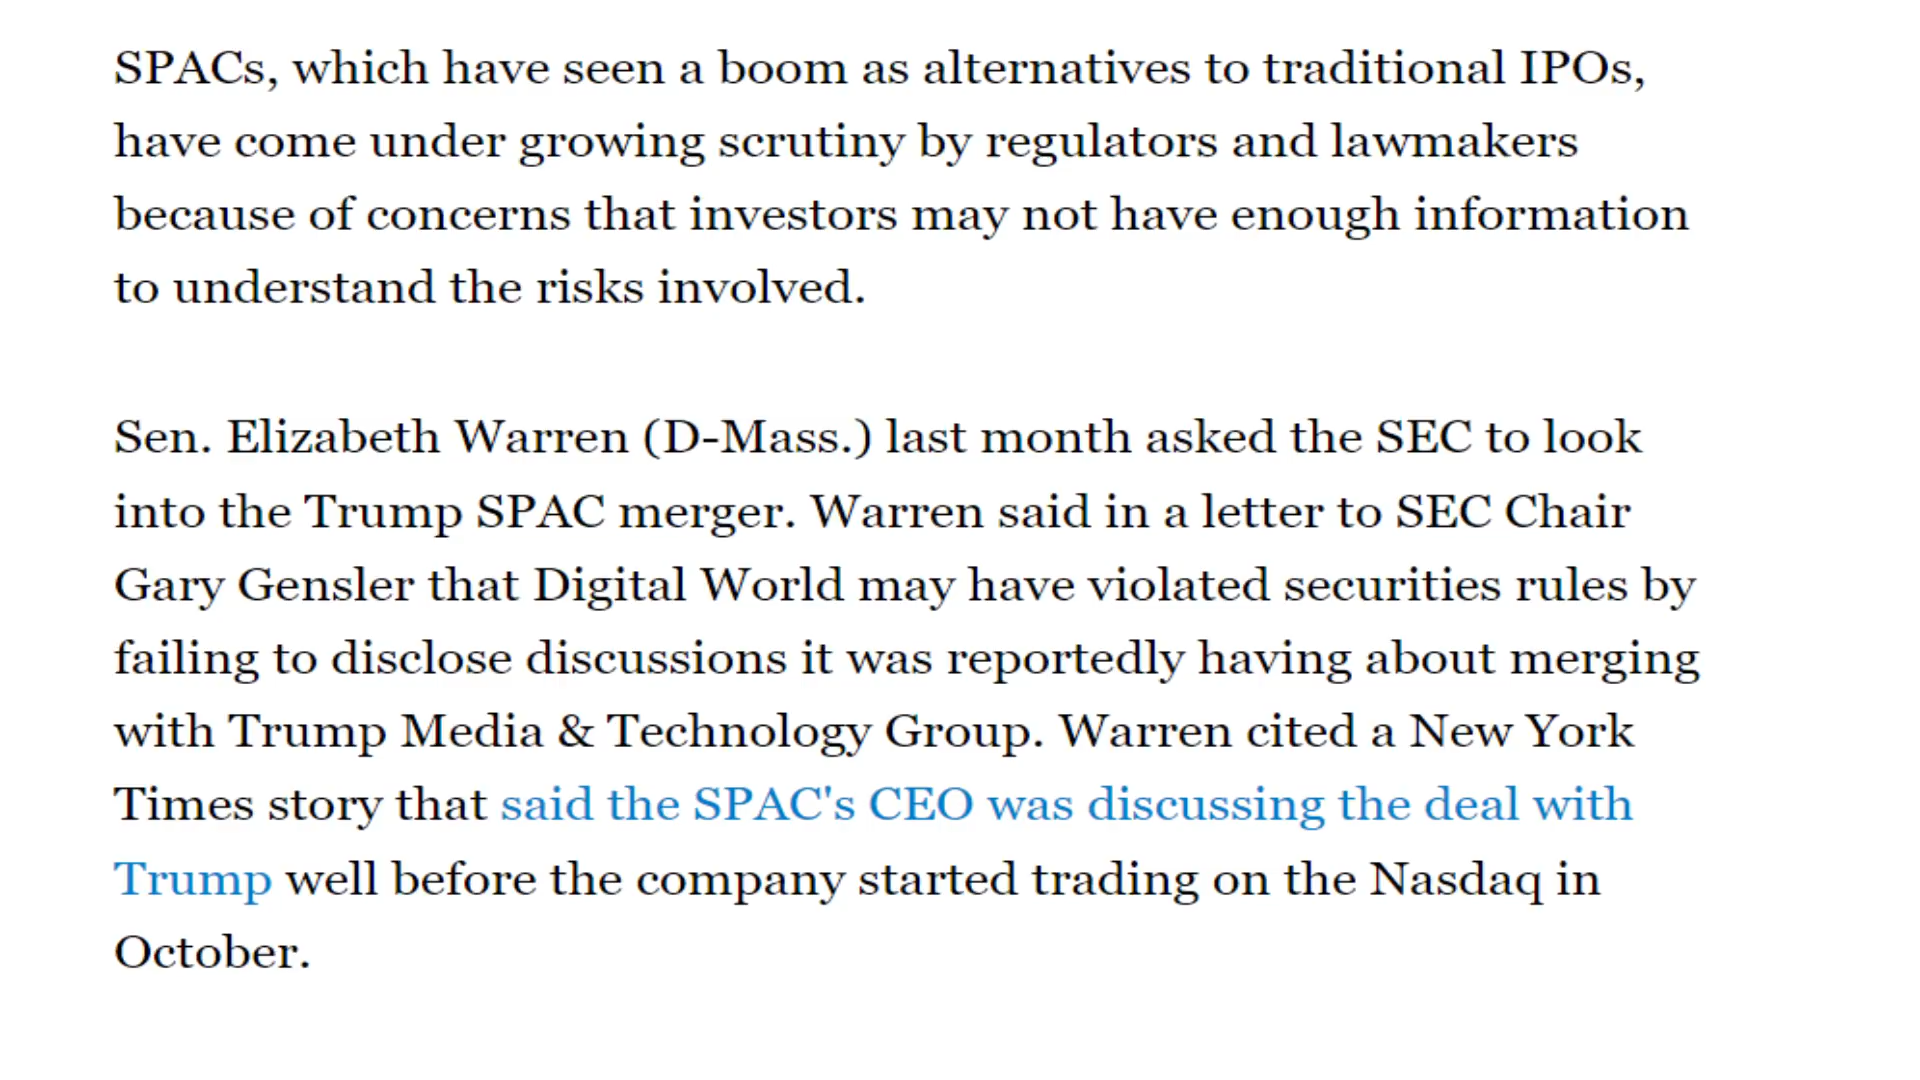 SPACs, which have seen a boom as alternatives to traditional IPOs,
have come under growing scrutiny by regulators and lawmakers
because of concerns that investors may not have enough information
to understand the risks involved.
Sen. Elizabeth Warren (D-Mass.) last month asked the SEC to look
into the Trump SPAC merger. Warren said in a letter to SEC Chair
Gary Gensler that Digital World may have violated securities rules by
failing to disclose discussions it was reportedly having about merging
with Trump Media & Technology Group. Warren cited a New York
Times story that said the SPAC's CEO was discussing the deal with
Trump well before the company started trading on the Nasdaq in
October.